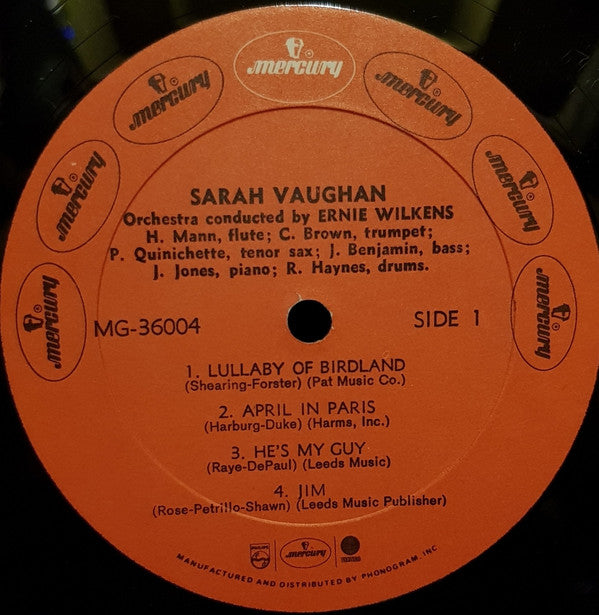 mercury
mercury
mercury
mercury
mercury
mercury
mercury
SARAH VAUGHAN
Orchestra conducted by ERNIE WILKENS
H. Mann, flute; C. Brown, trumpet;
P. Quinichette, tenor sax; J. Benjamin, bass;
J. Jones, piano; R. Haynes, drums.
MG-36004
SIDE 1
1. LULLABY OF BIRDLAND
(Shearing-Forster) (Pat Music Co.)
2. APRIL IN PARIS
(Harburg-Duke) (Harms, Inc.)
3. HE'S MY GUY
(Raye-DePaul) (Leeds Music)
4. JIM
(Rose-Petrillo-Shawn) (Leeds Music Publisher)
PHILIPS
mercury
MANUFACTURED AND DISTRIBUTED BY PHONOGRAM, INC